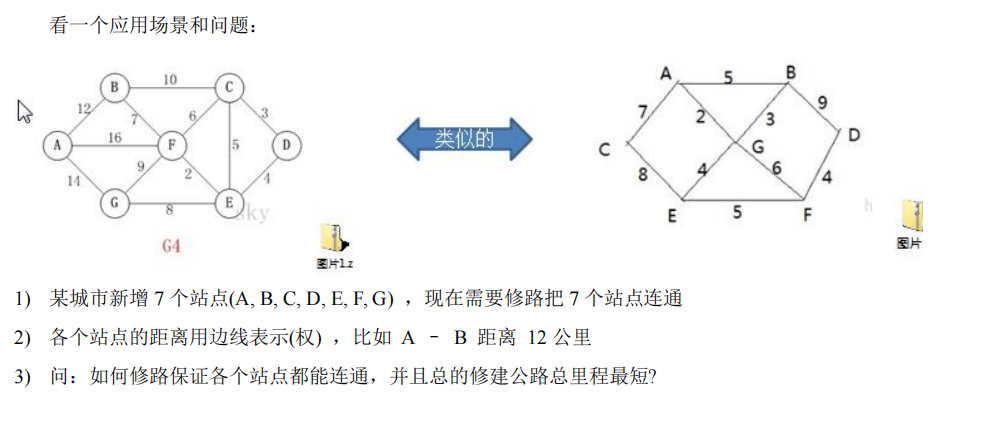 看一个应用场景和问题：
B 10 C
12 7 6 3
A 16 F 5 D
14 9 2 4
G 8 E
sky
G4
图片1.z
类似的
A 5 B
7 2 3 9
C G D
8 4 6 4
E 5 F
h
图片
1) 某城市新增 7 个站点(A, B, C, D, E, F, G) ，现在需要修路把 7 个站点连通
2) 各个站点的距离用边线表示(权) ，比如 A – B 距离 12 公里
3) 问：如何修路保证各个站点都能连通，并且总的修建公路总里程最短?